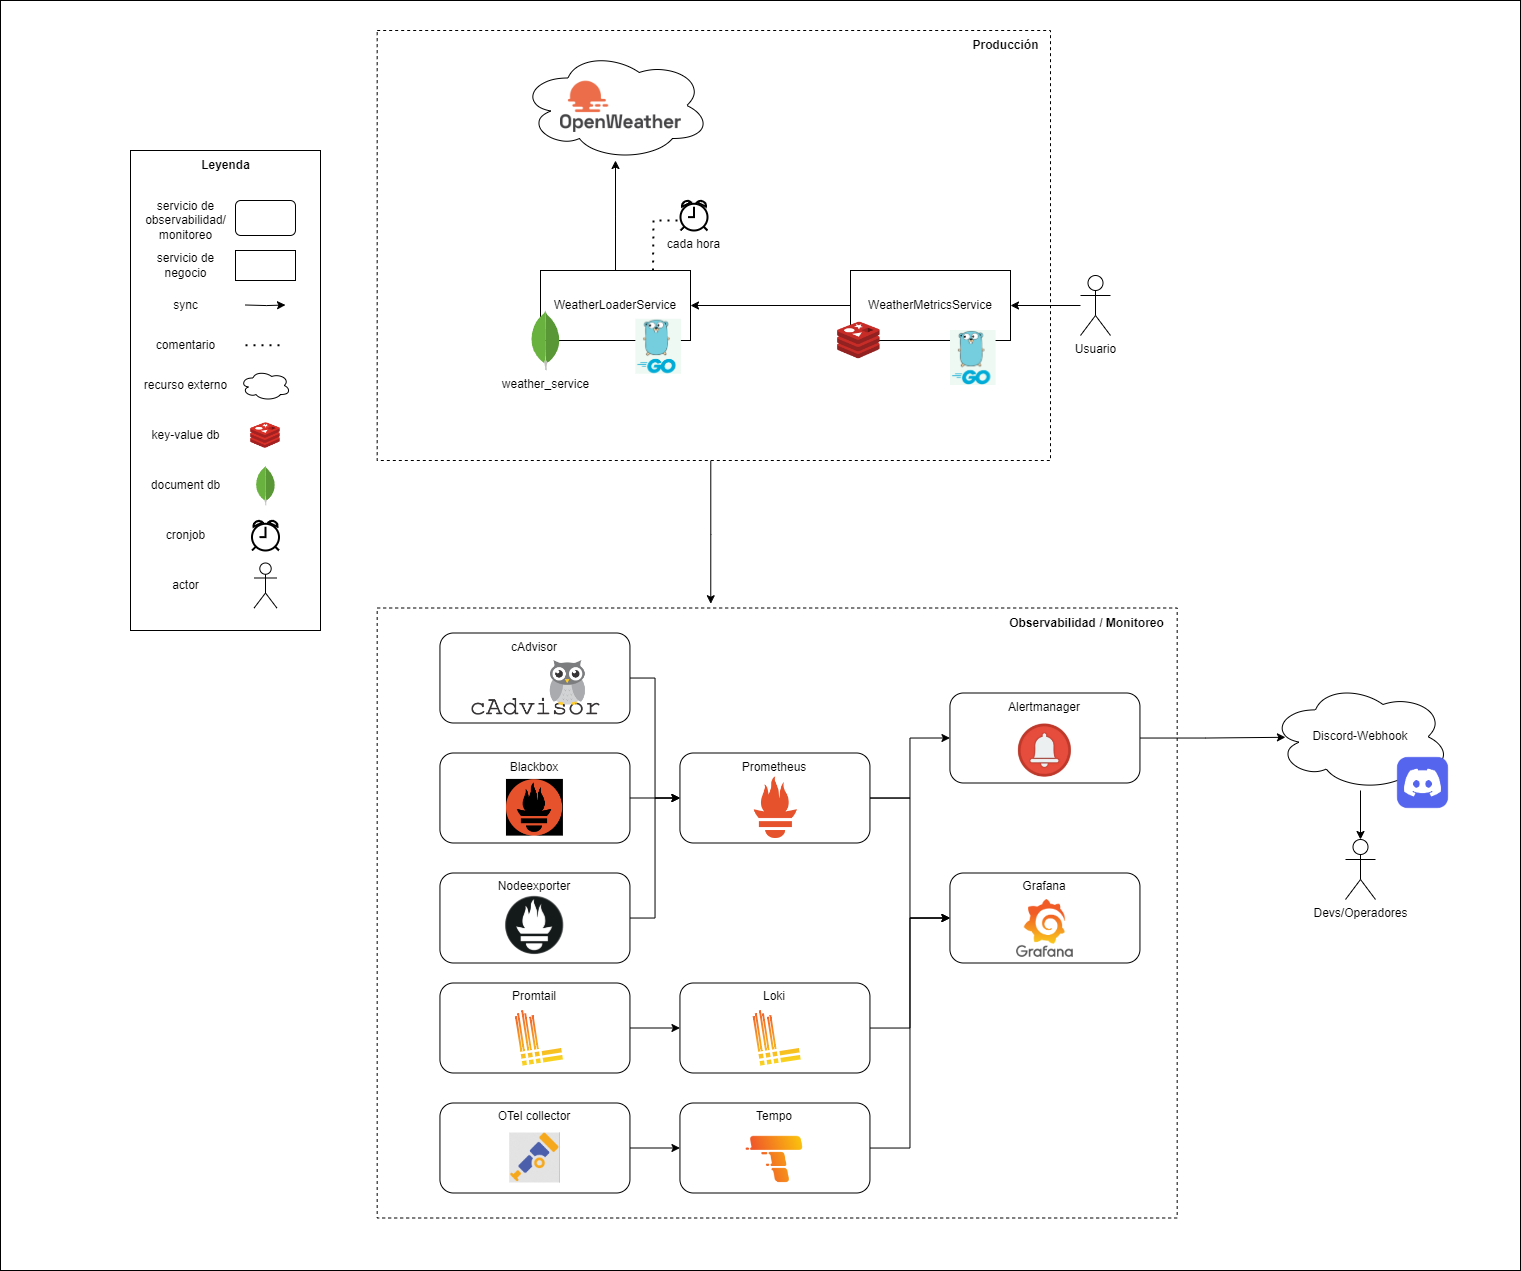 Producción
OpenWeather
cada hora
WeatherLoaderService
WeatherMetricsService
GO
GO
weather_service
Usuario
Leyenda
servicio de
observabilidad/
monitoreo
servicio de
negocio
sync
comentario
recurso externo
key-value db
document db
cronjob
actor
Observabilidad / Monitoreo
cAdvisor
cAdvisor
Blackbox
Nodeexporter
Promtail
OTel collector
Prometheus
Loki
Tempo
Alertmanager
Grafana
Grafana
Discord-Webhook
Devs/Operadores